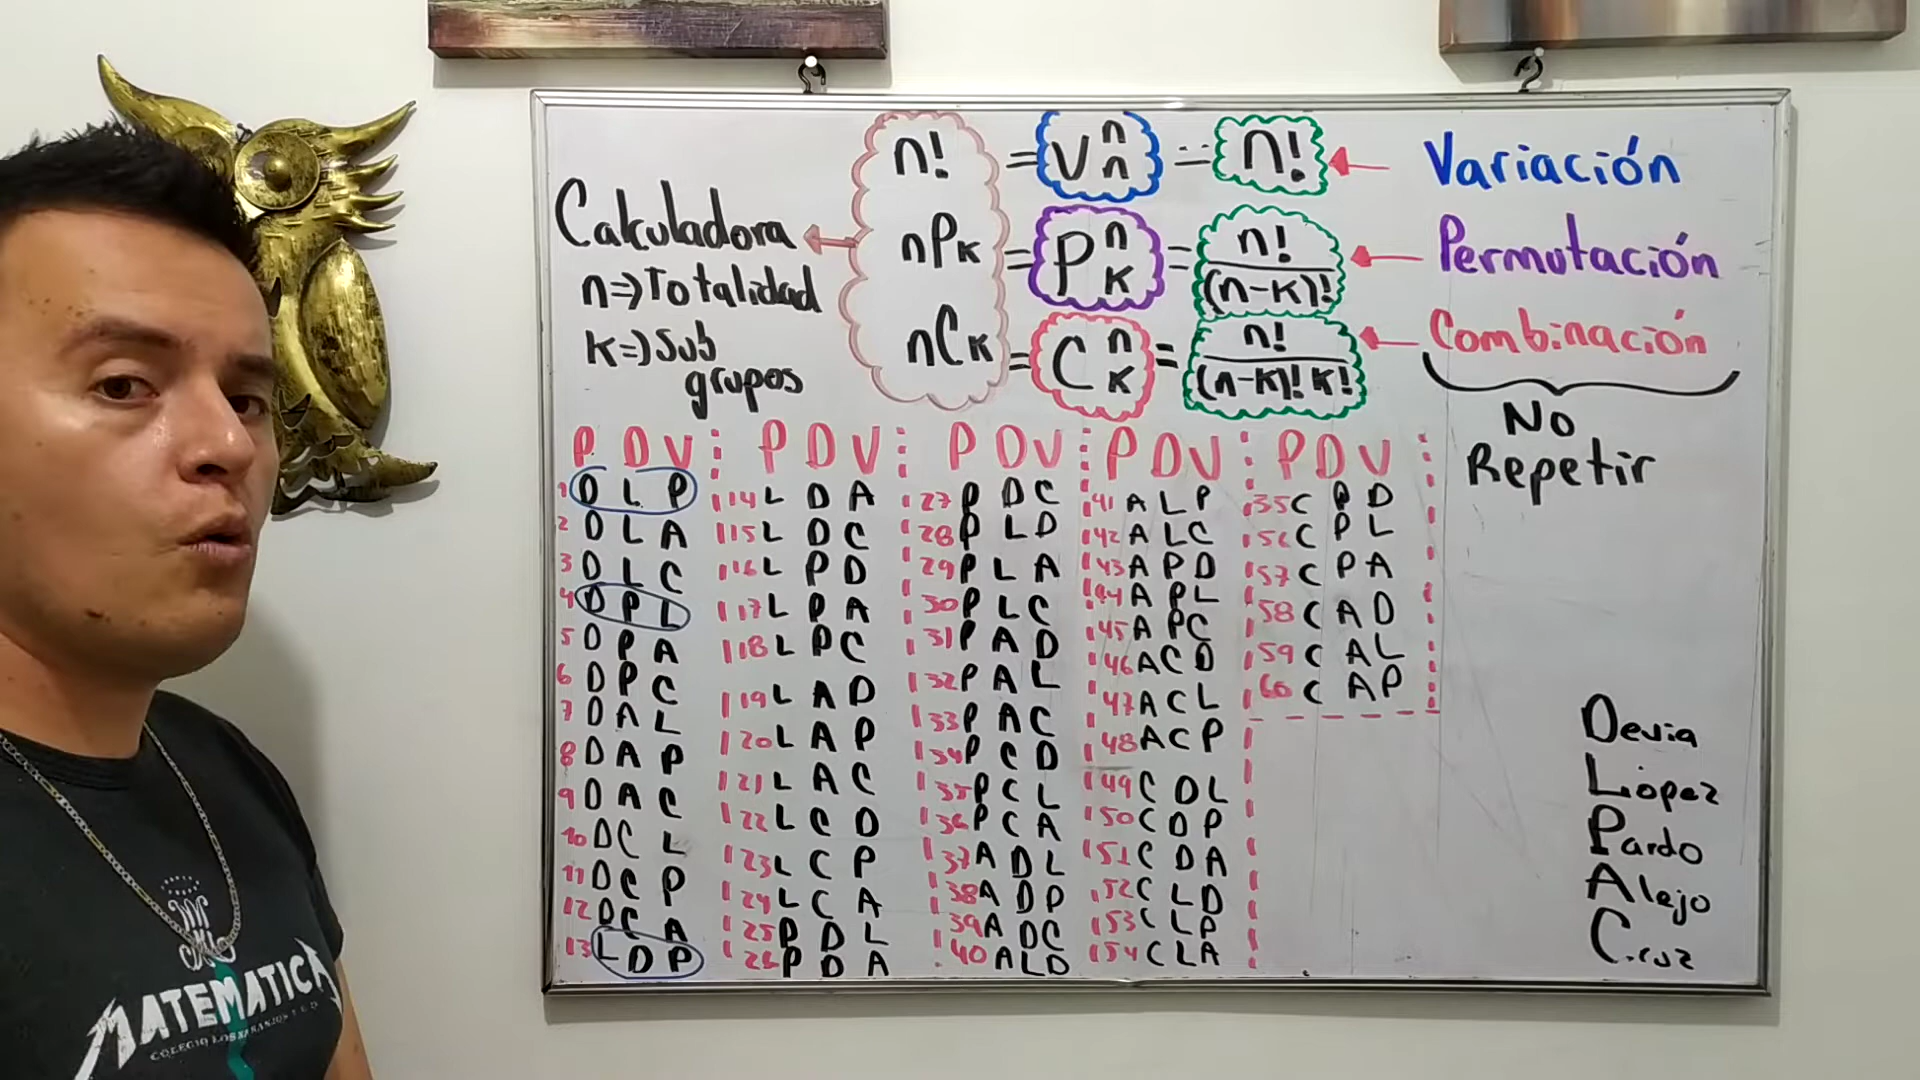 n! = V n n = n! Variación
Calculadora nPk = P n k = n! / (n-k)! Permutación
n => Totalidad
k => Sub grupos
nCk = C n k = n! / (n-k)! k! Combinación
No
Repetir
P D V
1 D L P
2 D L A
3 D L C
4 D P L
5 D P A
6 D P C
7 D A L
8 D A P
9 D A C
10 D C L
11 D C P
12 D C A
13 L D P
P D V
14 L D A
15 L D C
16 L P D
17 L P A
18 L P C
19 L A D
20 L A P
21 L A C
22 L C D
23 L C P
24 L C A
25 P D L
26 P D A
P D V
27 P D C
28 P L D
29 P L A
30 P L C
31 P A D
32 P A L
33 P A C
34 P C D
35 P C L
36 P C A
37 A D L
38 A D P
39 A D C
40 A L D
P D V
41 A L P
42 A L C
43 A P D
44 A P L
45 A P C
46 A C D
47 A C L
48 A C P
49 C D L
50 C D P
51 C D A
52 C L D
53 C L P
54 C L A
P D V
55 C P D
56 C P L
57 C P A
58 C A D
59 C A L
60 C A P
Devia
López
Pardo
Alejo
Cruz
MATEMATICA